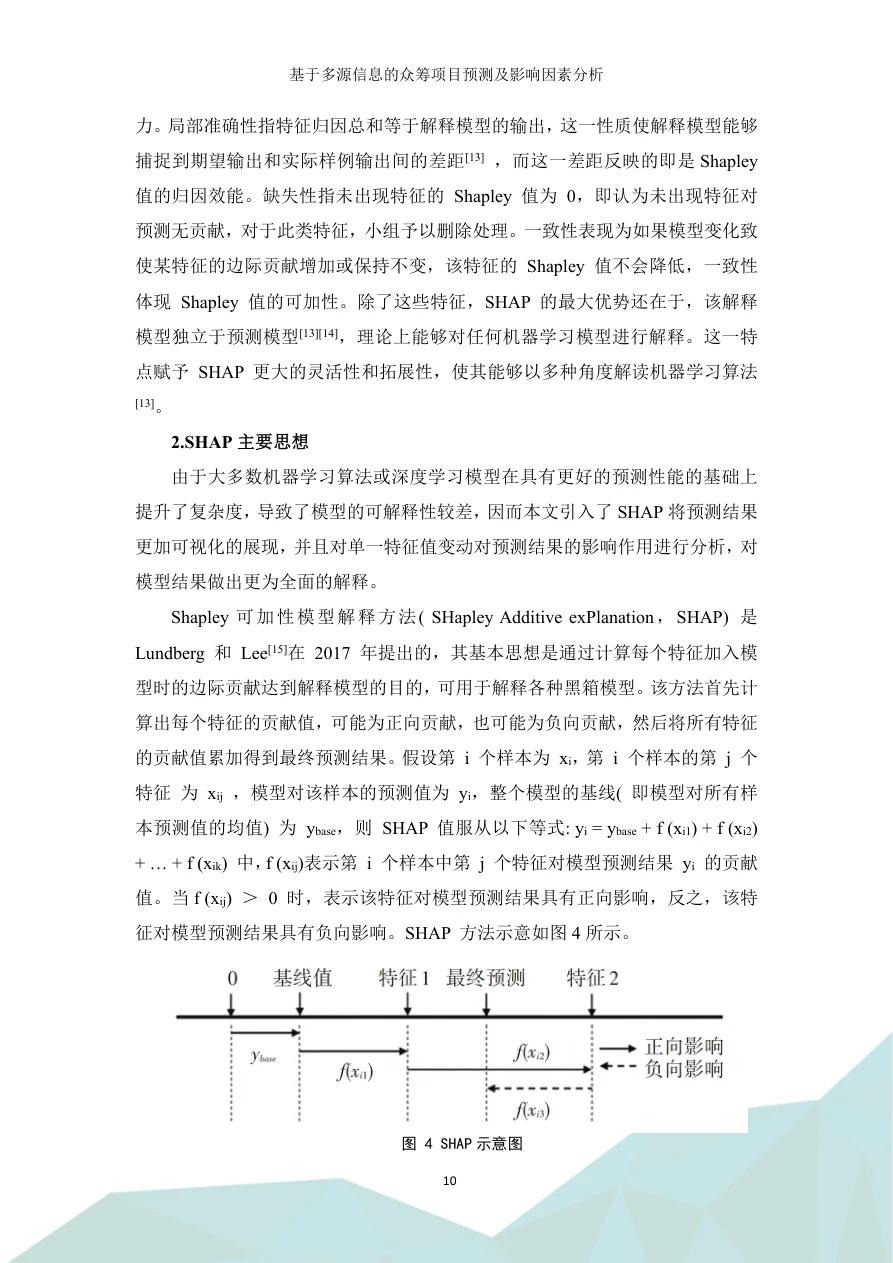 基于多源信息的众筹项目预测及影响因素分析
力。局部准确性指特征归因总和等于解释模型的输出，这一性质使解释模型能够
捕捉到期望输出和实际样例输出间的差距[13] ，而这一差距反映的即是 Shapley
值的归因效能。缺失性指未出现特征的 Shapley 值为 0，即认为未出现特征对
预测无贡献，对于此类特征，小组予以删除处理。一致性表现为如果模型变化致
使某特征的边际贡献增加或保持不变，该特征的 Shapley 值不会降低，一致性
体现 Shapley 值的可加性。除了这些特征，SHAP 的最大优势还在于，该解释
模型独立于预测模型[13][14]，理论上能够对任何机器学习模型进行解释。这一特
点赋予 SHAP 更大的灵活性和拓展性，使其能够以多种角度解读机器学习算法
[13]。
2.SHAP 主要思想
由于大多数机器学习算法或深度学习模型在具有更好的预测性能的基础上
提升了复杂度，导致了模型的可解释性较差，因而本文引入了 SHAP 将预测结果
更加可视化的展现，并且对单一特征值变动对预测结果的影响作用进行分析，对
模型结果做出更为全面的解释。
Shapley 可加性模型解释方法( SHapley Additive exPlanation，SHAP) 是
Lundberg 和 Lee[15]在 2017 年提出的，其基本思想是通过计算每个特征加入模
型时的边际贡献达到解释模型的目的，可用于解释各种黑箱模型。该方法首先计
算出每个特征的贡献值，可能为正向贡献，也可能为负向贡献，然后将所有特征
的贡献值累加得到最终预测结果。假设第 i 个样本为 xi，第 i 个样本的第 j 个
特征 为 xij ，模型对该样本的预测值为 yi，整个模型的基线( 即模型对所有样
本预测值的均值) 为 ybase，则 SHAP 值服从以下等式: yi = ybase + f (xi1) + f (xi2)
+ … + f (xik) 中，f (xij)表示第 i 个样本中第 j 个特征对模型预测结果 yi 的贡献
值。当 f (xij) ＞ 0 时，表示该特征对模型预测结果具有正向影响，反之，该特
征对模型预测结果具有负向影响。SHAP 方法示意如图 4 所示。
0 基线值 特征 1 最终预测 特征 2
ybase f(xi1) f(xi2) 正向影响
负向影响
f(xi3)
图 4 SHAP 示意图
10